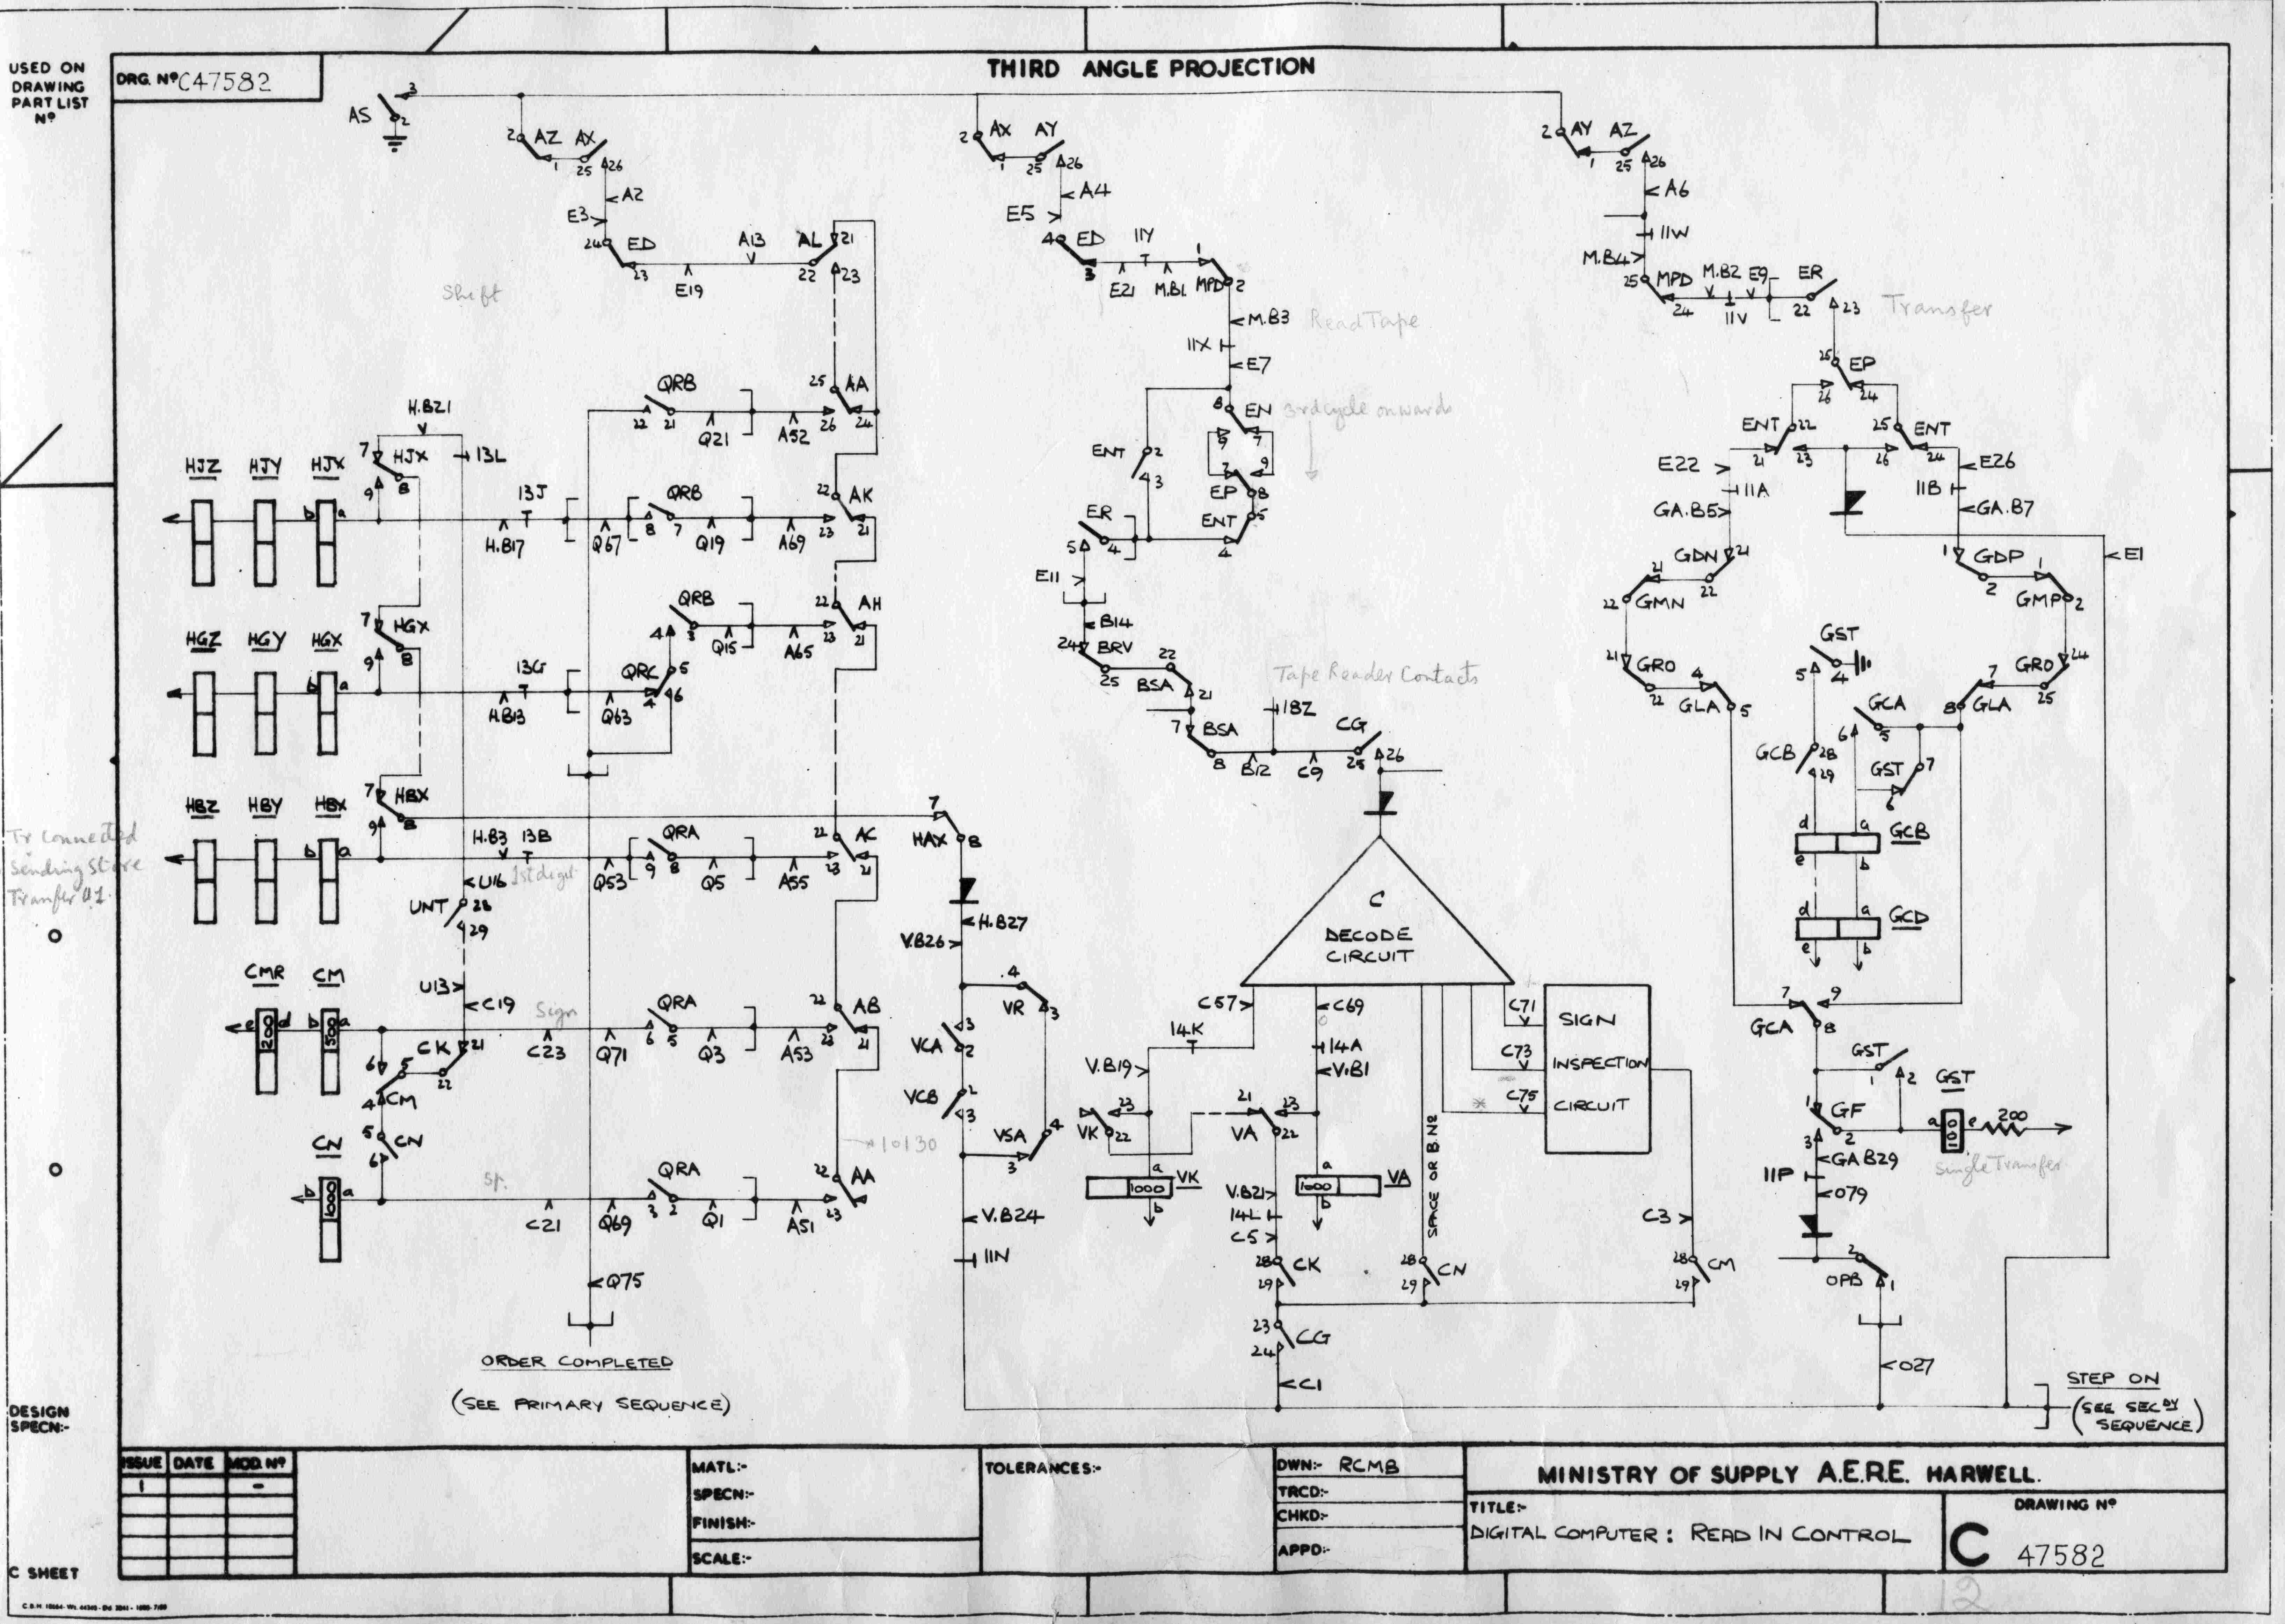 THIRD ANGLE PROJECTION
USED ON
DRAWING
PART LIST
Nº
DRG. Nº C47582
AS 3 2
2 AZ AX 1 25 26
A2
E3
24 ED 23
E19
A13
AL 21 22 23
Shift
2 AX AY 1 25 26
A4
E5
4 ED 3
E21
11Y
M.B1
1 MPD 2
M.B3
Read Tape
11X
E7
8 EN 3rd cycle onwards
9 7
7 9
EP 8
ENT 2 3
ENT 5 4
ER 5 4
E11
B14
24 BRV 25
22 BSA 21
7 BSA 8
B12
18Z
C9
CG 25 26
Tape Reader Contacts
2 AY AZ 1 25 26
A6
11W
M.B4
25 MPD 24
M.B2
11V
E9
ER 22 23
Transfer
25 EP 26 24
ENT 22 21 23
25 ENT 26 24
E22
E26
11A
11B
GA.B5
GA.B7
E1
GDN 21 22
21 22 GMN
1 GDP 2
1 GMP 2
21 GRO 22
4 GLA 5
24 GRO 25
7 8 GLA
GST 5 4
GCA 6 5
GCB 28 29
GST 7 6
d a GCB
e b
d a GCD
e b
H.B21
7 HJX 9 8
13L
HJZ HJY HJX
b a
H.B17
13J
Q67
QRB 8 7
Q19
A69
22 AK 23 21
QRB 22 21
Q21
A52
25 AA 26 24
7 HGX 9 8
HGZ HGY HGX
b a
H.B13
13G
Q63
QRC 5 4 6
QRB 4 3
Q15
A65
22 AH 23 21
7 HBX 9 8
HBZ HBY HBX
b a
H.B3 13B
1st digit
Q53
QRA 9 8
Q5
A55
22 AC 23 21
Tr Connected
Sending Store
Tranfer 01.
U16
UNT 28 29
U13
C19
CMR CM
e 200 d b 500 a
Sign
C23
Q71
QRA 6 5
Q3
A53
22 AB 23 21
CK 21 22
6 5 4 CM
5 CN 6
CN
b 1000 a
Sp.
C21
Q69
QRA 3 2
Q1
A51
22 AA 23
10130
Q75
ORDER COMPLETED
(SEE PRIMARY SEQUENCE)
7 HAX 8
H.B27
V.B26
4 VR 3
3 VCA 2
VCB 2 3
VSA 4 3
V.B24
11N
C
DECODE
CIRCUIT
C57
14K
V.B19
C69
14A
V.B1
23 VK 22
21 VA 23 22
a 1000 VK b
a 1000 VA b
V.B21
14L
C5
28 CK 29
SPACE OR B. Nº
28 CN 29
C71
C73
C75
SIGN
INSPECTION
CIRCUIT
C3
28 CM 29
23 CG 24
C1
7 9 GCA 8
GST 1 2
1 GF 2 3
GST
a 100 e 200
Single Transfer
GA B29
11P
O79
2 OPB 1
O27
STEP ON
(SEE SECᴰʸ
SEQUENCE)
DESIGN
SPECN:-
C SHEET
ISSUE DATE MOD. Nº
1 -
MATL:-
SPECN:-
FINISH:-
SCALE:-
TOLERANCES:-
DWN:- RCMB
TRCD:-
CHKD:-
APPD:-
MINISTRY OF SUPPLY A.E.R.E. HARWELL.
TITLE:-
DIGITAL COMPUTER: READ IN CONTROL
DRAWING Nº
C 47582
12